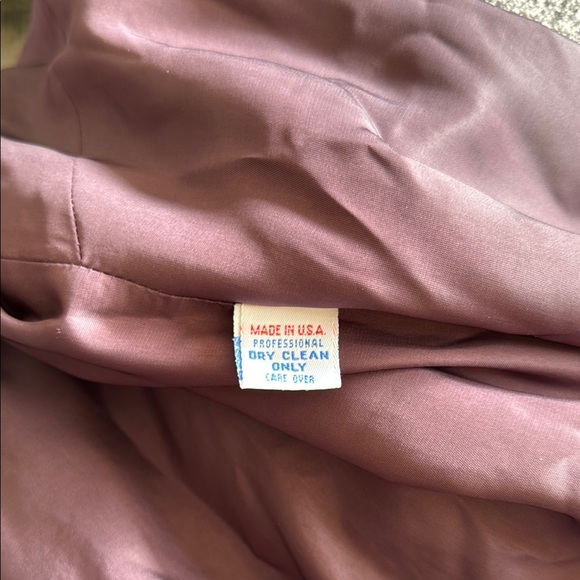 MADE IN U.S.A.
PROFESSIONAL
DRY CLEAN
ONLY
CARE OVER